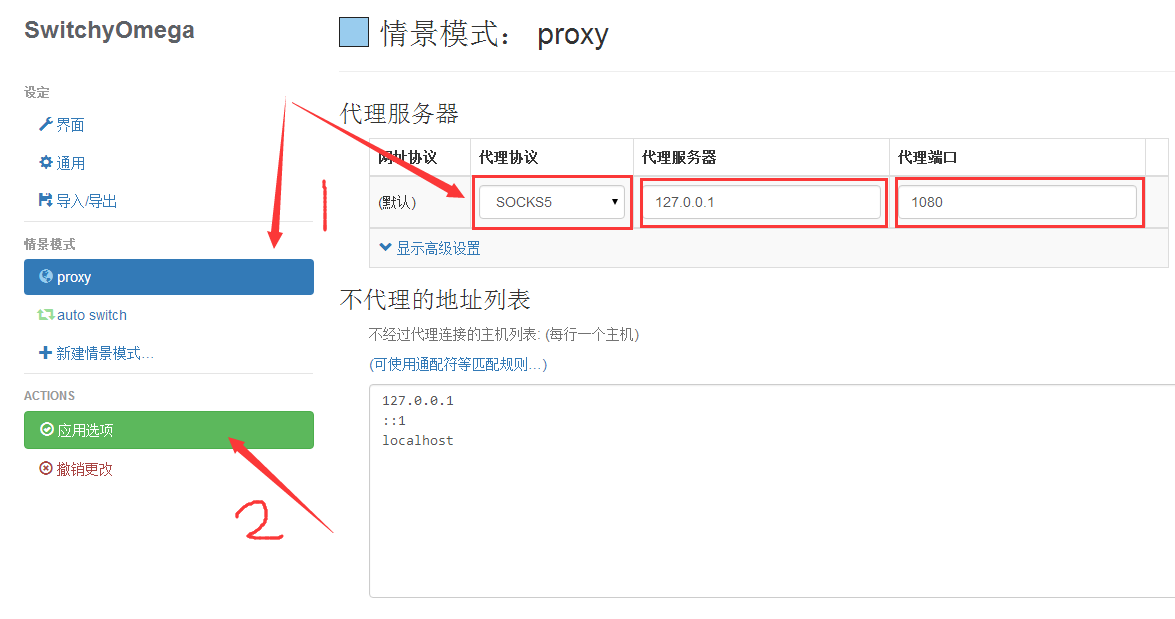 SwitchyOmega
设定
界面
通用
导入/导出
情景模式
proxy
auto switch
新建情景模式…
ACTIONS
应用选项
撤销更改
1
2
情景模式： proxy
代理服务器
网址协议 代理协议 代理服务器 代理端口
(默认) SOCKS5 127.0.0.1 1080
显示高级设置
不代理的地址列表
不经过代理连接的主机列表: (每行一个主机)
(可使用通配符等匹配规则…)
127.0.0.1
::1
localhost